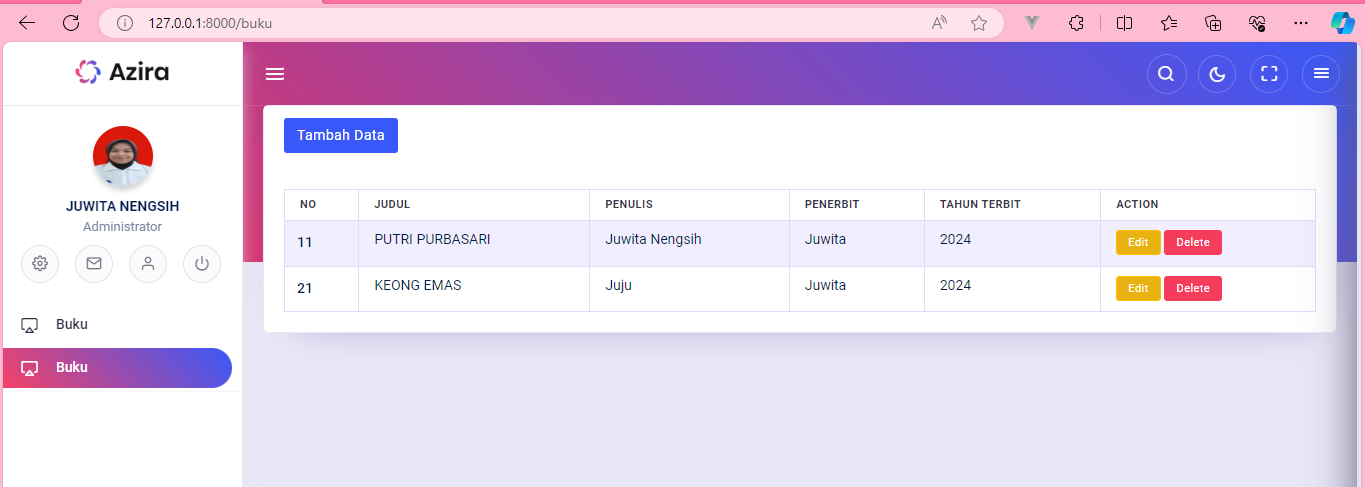 127.0.0.1:8000/buku
Azira
JUWITA NENGSIH
Administrator
Buku
Buku
Tambah Data
NO JUDUL PENULIS PENERBIT TAHUN TERBIT ACTION
11 PUTRI PURBASARI Juwita Nengsih Juwita 2024 Edit Delete
21 KEONG EMAS Juju Juwita 2024 Edit Delete